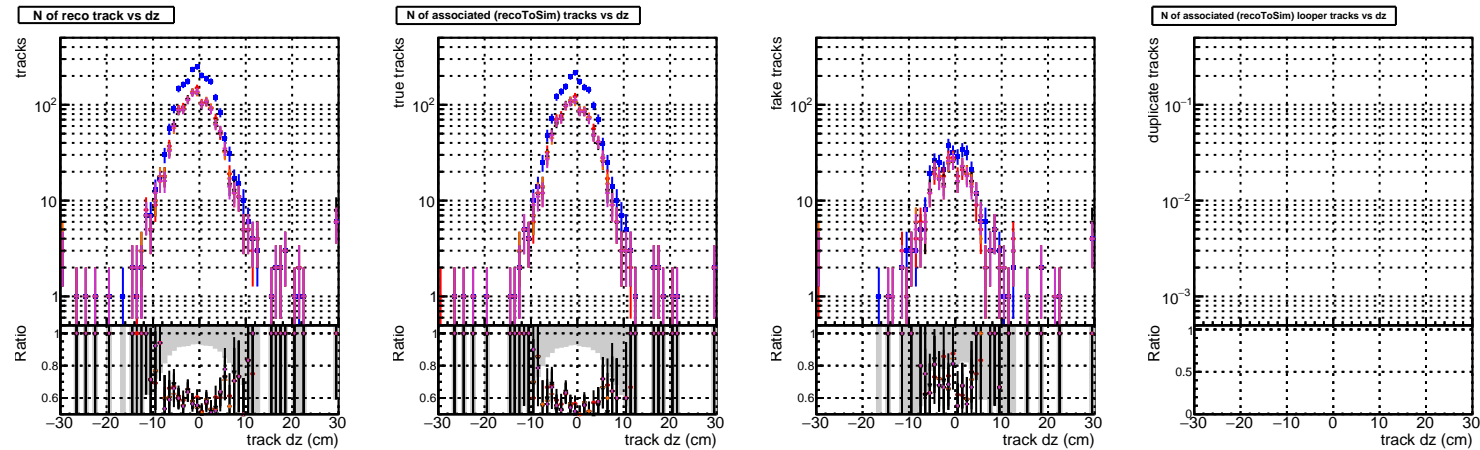 N of reco track vs dz
tracks
10²
10
1
Ratio
1
0.8
0.6
−30 −20 −10 0 10 20 30
track dz (cm)
N of associated (recoToSim) tracks vs dz
true tracks
10²
10
1
Ratio
1
0.8
0.6
−30 −20 −10 0 10 20 30
track dz (cm)
fake tracks
10²
10
1
Ratio
1
0.8
0.6
−30 −20 −10 0 10 20 30
track dz (cm)
N of associated (recoToSim) looper tracks vs dz
duplicate tracks
10⁻¹
10⁻²
10⁻³
Ratio
1
0.5
0
−30 −20 −10 0 10 20 30
track dz (cm)